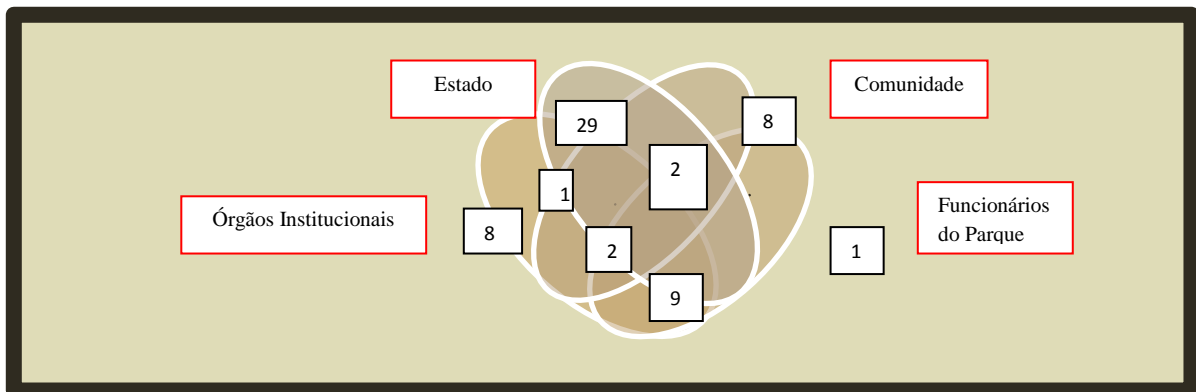 Estado
Comunidade
29
8
2
1
Órgãos Institucionais
8
Funcionários
do Parque
2
1
9